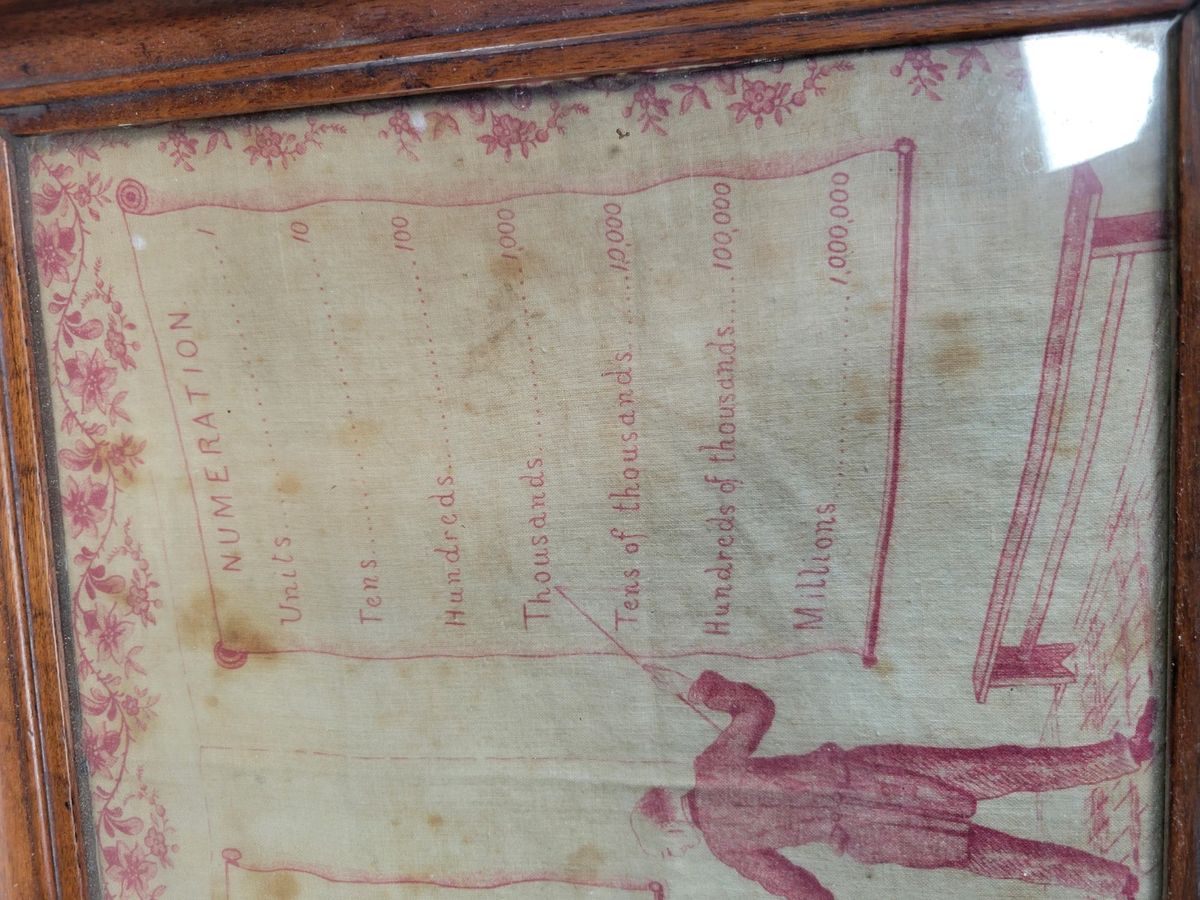 NUMERATION
Units.................... 1
Tens..................... 10
Hundreds................. 100
Thousands................ 1,000
Tens of thousands....... 10,000
Hundreds of thousands.... 100,000
Millions................. 1,000,000